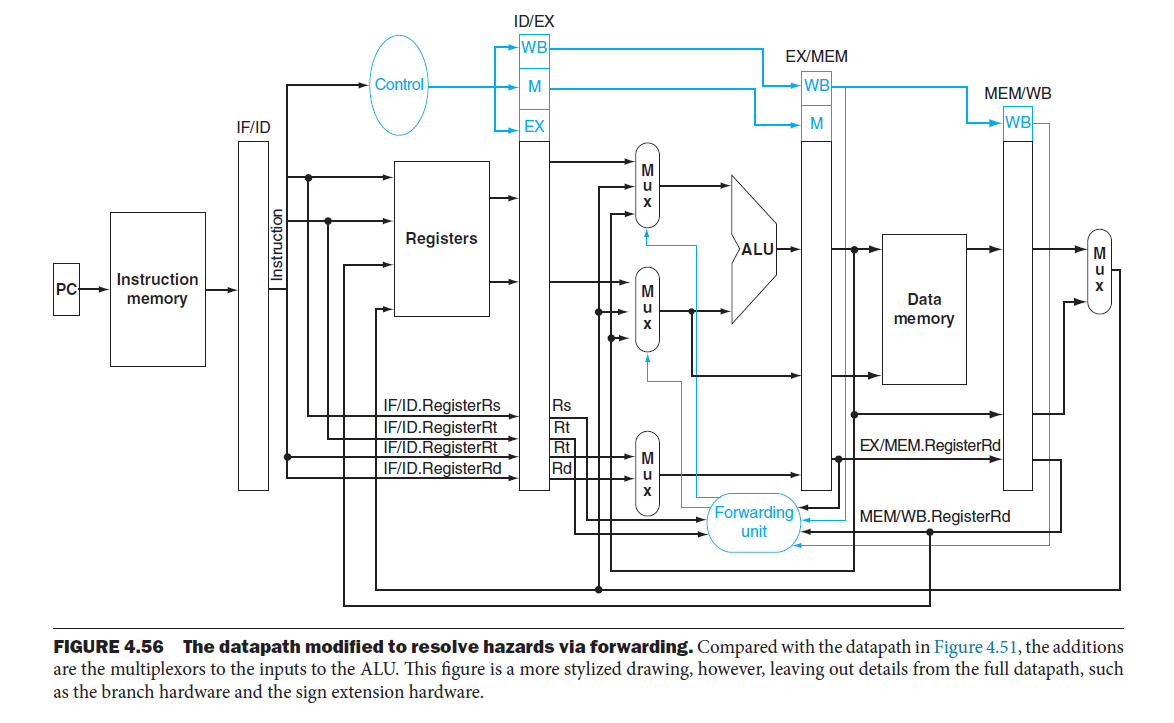 ID/EX
WB
EX/MEM
Control
M
WB
MEM/WB
IF/ID
EX
M
WB
M
u
x
Instruction
Registers
ALU
M
u
x
PC
Instruction
memory
M
u
x
Data
memory
IF/ID.RegisterRs
Rs
IF/ID.RegisterRt
Rt
IF/ID.RegisterRt
Rt
IF/ID.RegisterRd
Rd
M
u
x
EX/MEM.RegisterRd
Forwarding
unit
MEM/WB.RegisterRd
FIGURE 4.56 The datapath modified to resolve hazards via forwarding. Compared with the datapath in Figure 4.51, the additions
are the multiplexors to the inputs to the ALU. This figure is a more stylized drawing, however, leaving out details from the full datapath, such
as the branch hardware and the sign extension hardware.